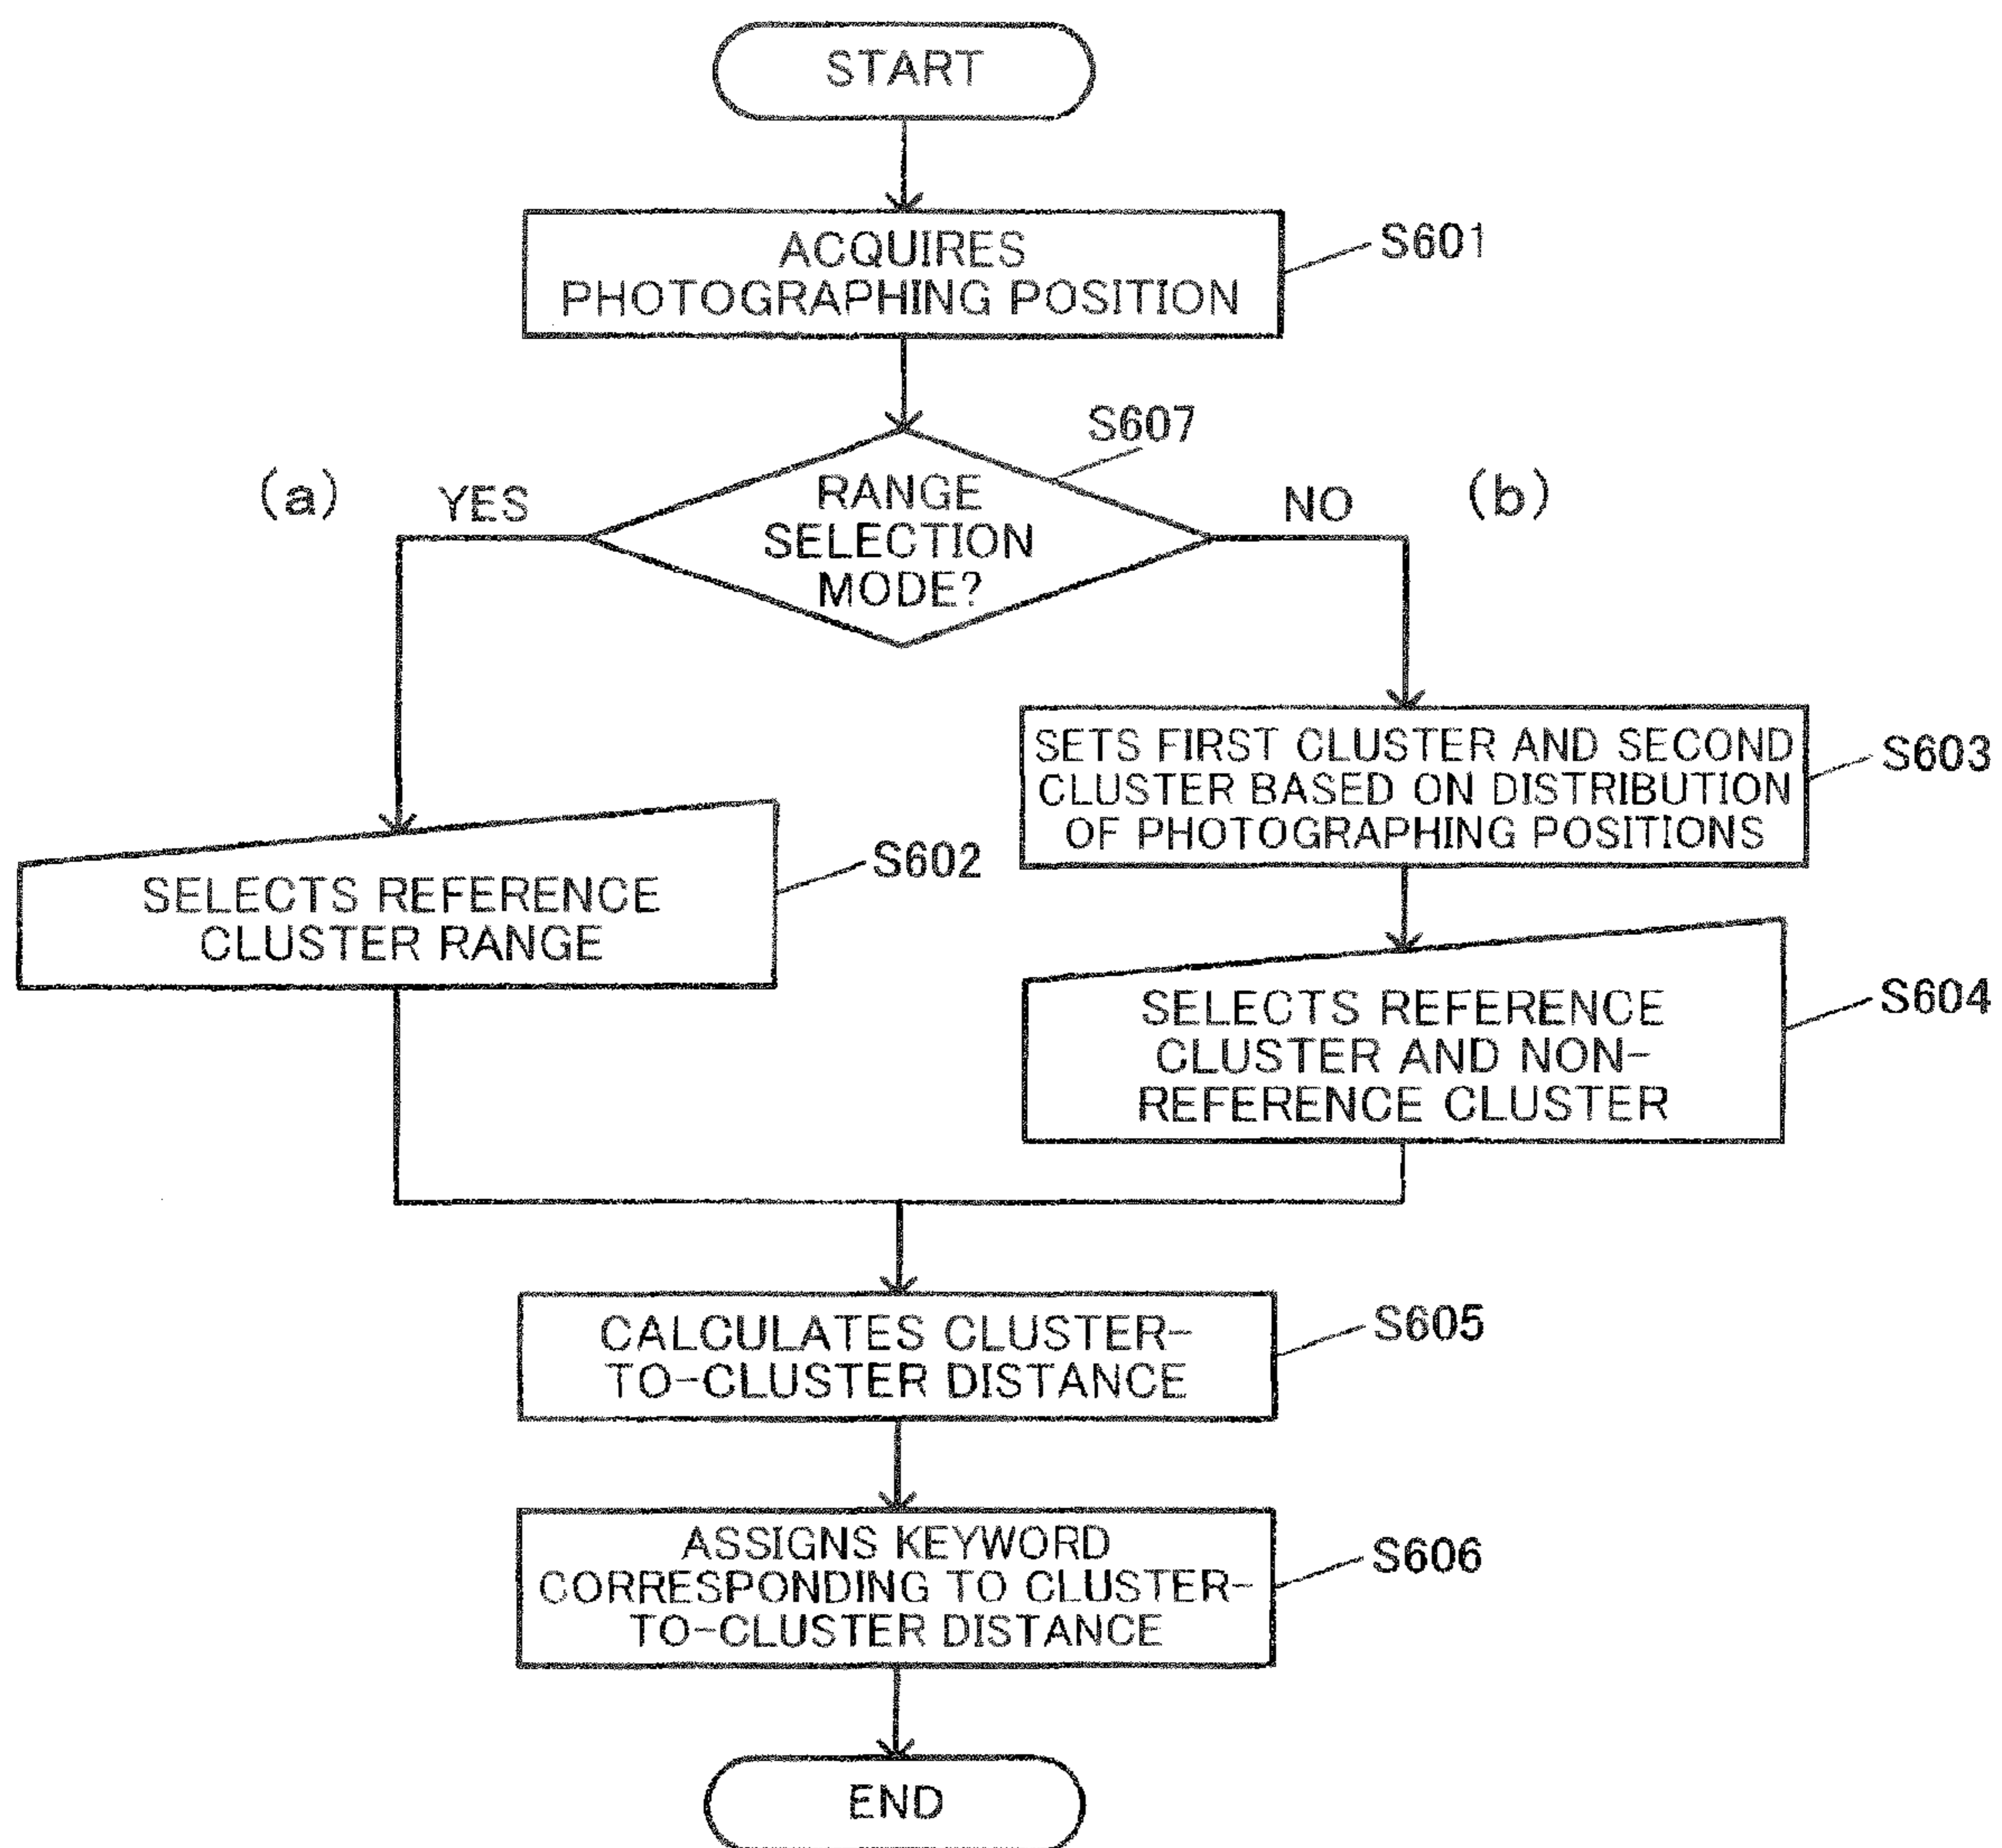 START
ACQUIRES
PHOTOGRAPHING POSITION
S601
S607
(a)
YES
RANGE
SELECTION
MODE?
NO
(b)
SETS FIRST CLUSTER AND SECOND
CLUSTER BASED ON DISTRIBUTION
OF PHOTOGRAPHING POSITIONS
S603
SELECTS REFERENCE
CLUSTER RANGE
S602
SELECTS REFERENCE
CLUSTER AND NON-
REFERENCE CLUSTER
S604
CALCULATES CLUSTER-
TO-CLUSTER DISTANCE
S605
ASSIGNS KEYWORD
CORRESPONDING TO CLUSTER-
TO-CLUSTER DISTANCE
S606
END